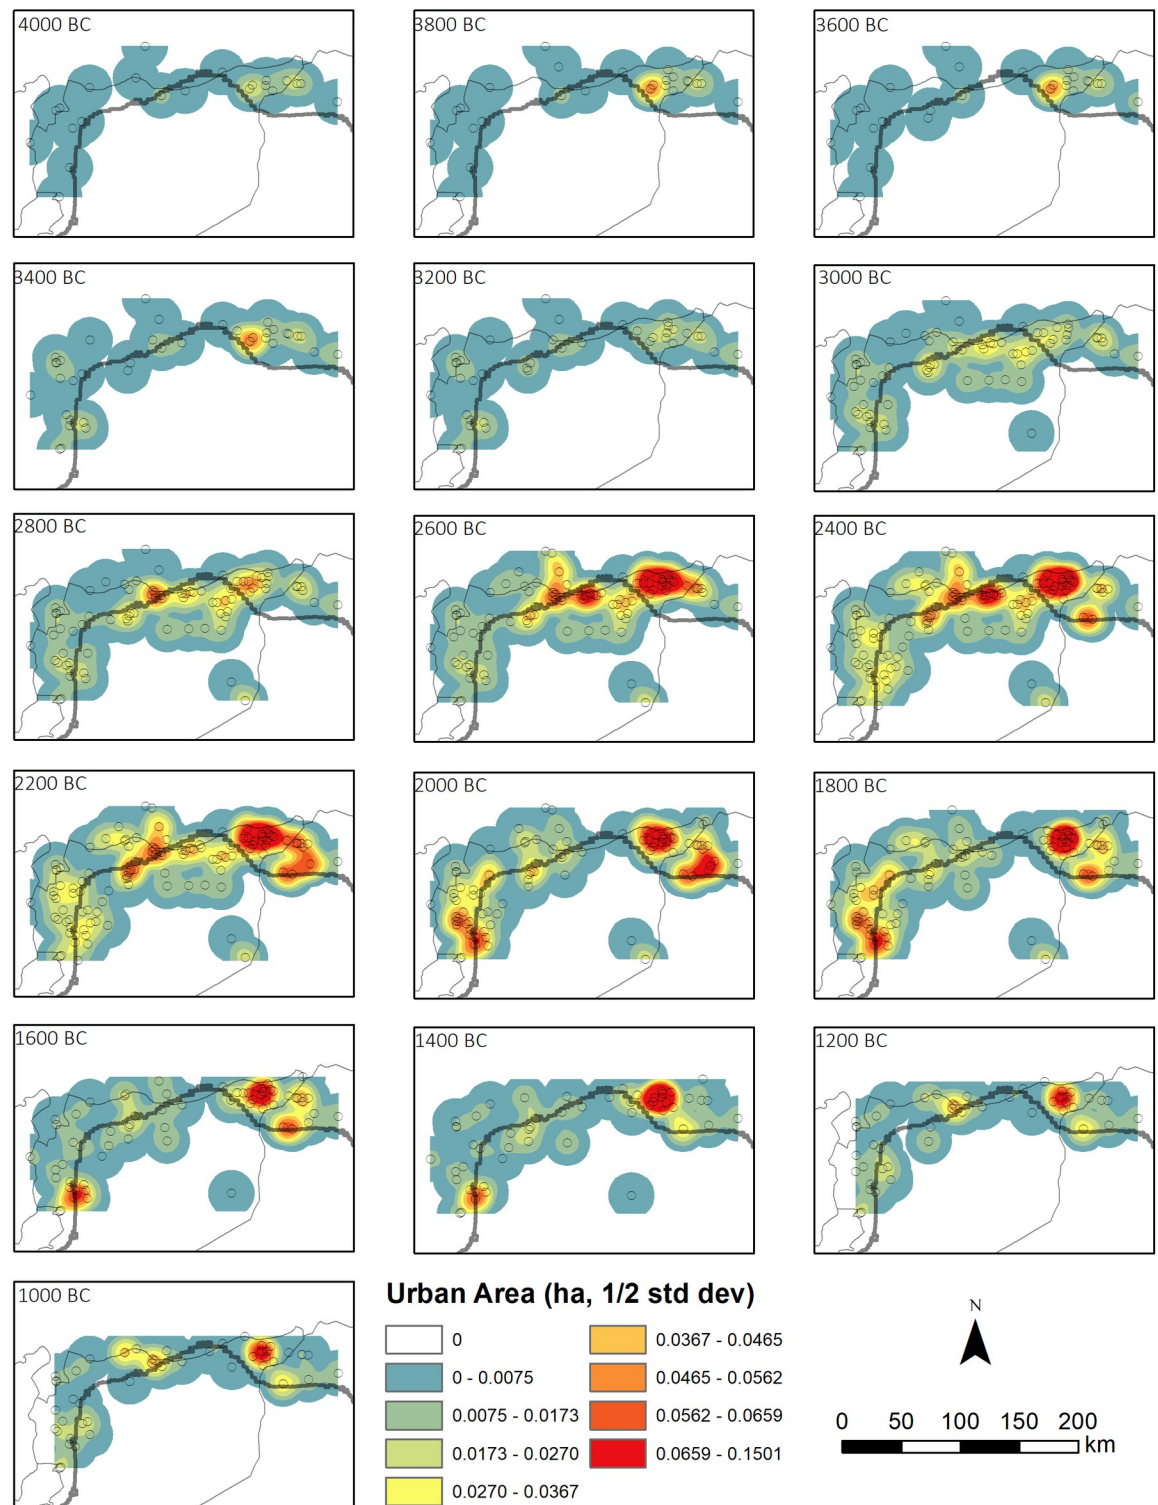 4000 BC
3800 BC
3600 BC
3400 BC
3200 BC
3000 BC
2800 BC
2600 BC
2400 BC
2200 BC
2000 BC
1800 BC
1600 BC
1400 BC
1200 BC
1000 BC
Urban Area (ha, 1/2 std dev)
0
0 - 0.0075
0.0075 - 0.0173
0.0173 - 0.0270
0.0270 - 0.0367
0.0367 - 0.0465
0.0465 - 0.0562
0.0562 - 0.0659
0.0659 - 0.1501
N
0 50 100 150 200
km